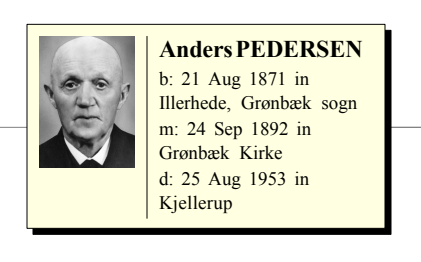 Anders PEDERSEN
b: 21 Aug 1871 in
Illerhede, Grønbæk sogn
m: 24 Sep 1892 in
Grønbæk Kirke
d: 25 Aug 1953 in
Kjellerup